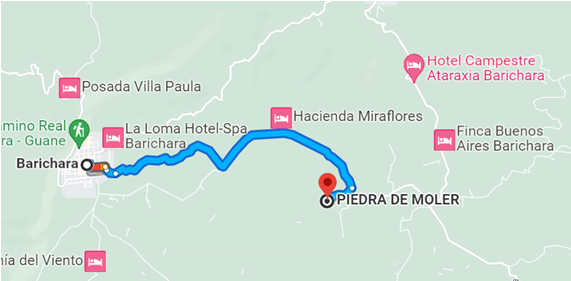 Hotel Campestre
Ataraxia Barichara
Posada Villa Paula
Hacienda Miraflores
amino Real
ra - Guane
La Loma Hotel-Spa
Barichara
Finca Buenos
Aires Barichara
Barichara
PIEDRA DE MOLER
nía del Viento